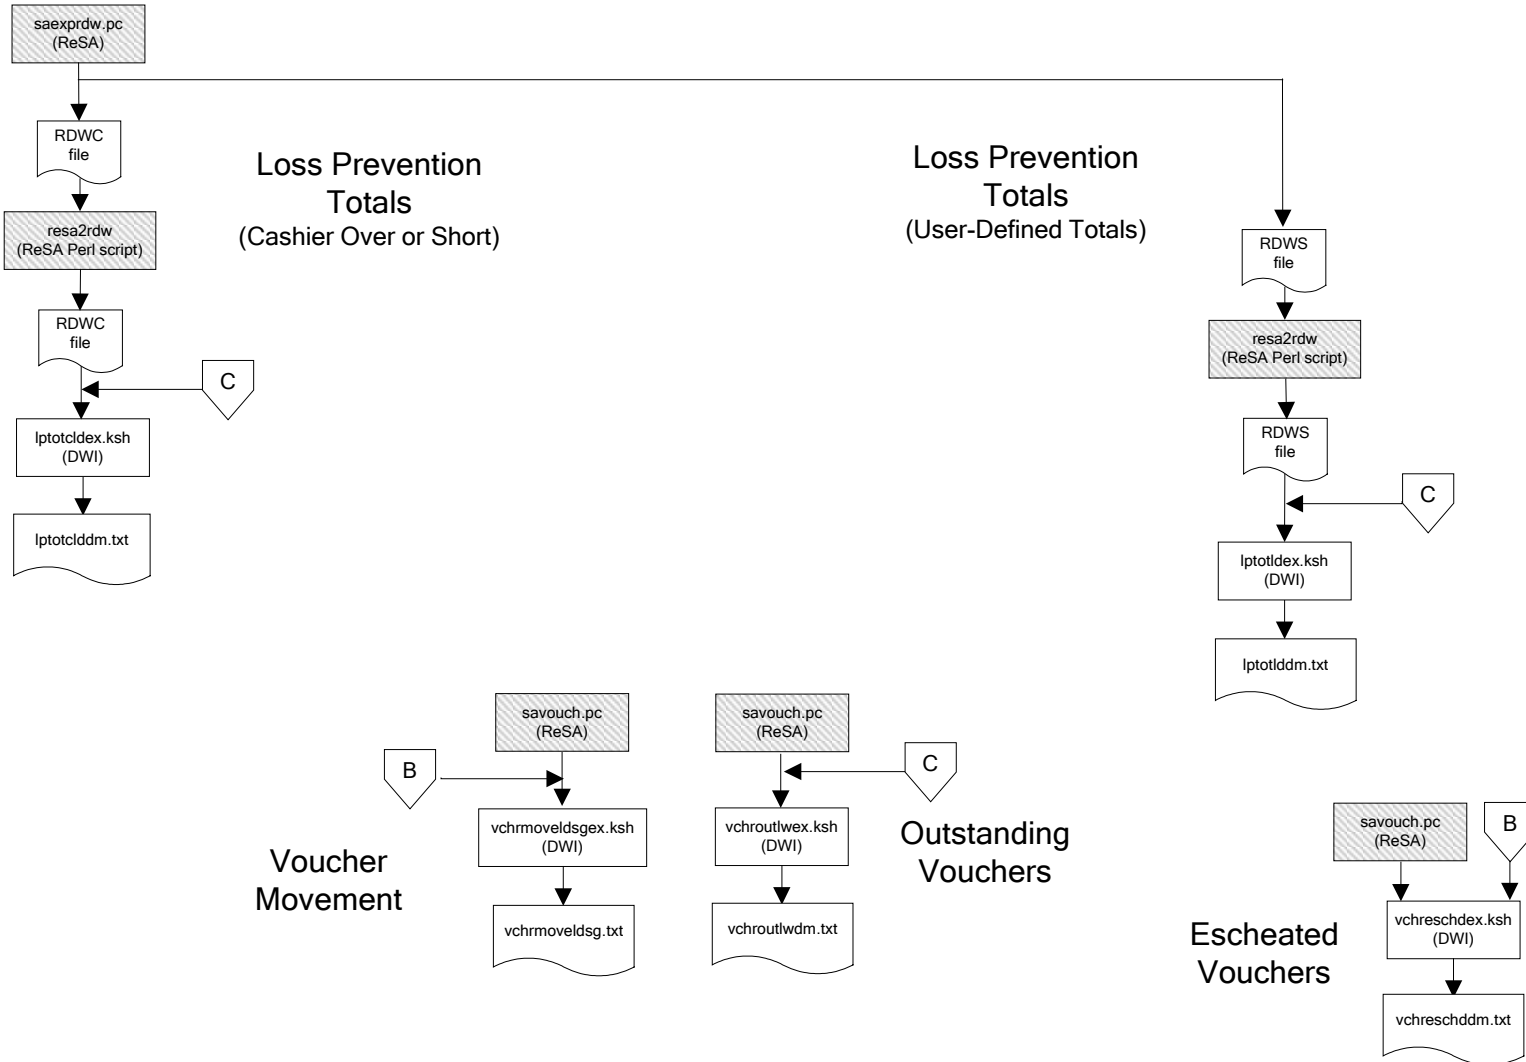 saexprdw.pc
(ReSA)
RDWC
file
Loss Prevention
Totals
(Cashier Over or Short)
resa2rdw
(ReSA Perl script)
RDWC
file
C
lptotcldex.ksh
(DWI)
lptotclddm.txt
Loss Prevention
Totals
(User-Defined Totals)
RDWS
file
resa2rdw
(ReSA Perl script)
RDWS
file
C
lptotldex.ksh
(DWI)
lptotlddm.txt
savouch.pc
(ReSA)
B
vchrmoveldsgex.ksh
(DWI)
Voucher
Movement
vchrmoveldsg.txt
savouch.pc
(ReSA)
C
vchroutlwex.ksh
(DWI)
Outstanding
Vouchers
vchroutlwdm.txt
savouch.pc
(ReSA)
B
vchreschdex.ksh
(DWI)
Escheated
Vouchers
vchreschddm.txt